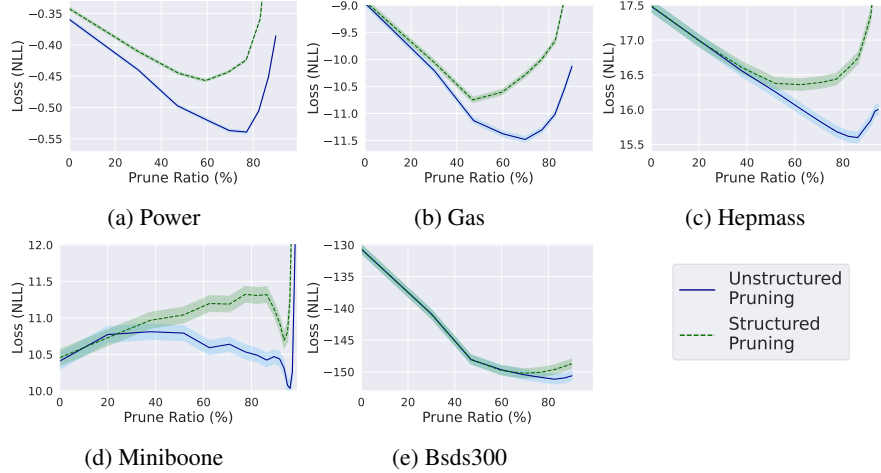 −0.35
−0.40
−0.45
−0.50
−0.55
Loss (NLL)
0 20 40 60 80
Prune Ratio (%)
(a) Power
−9.0
−9.5
−10.0
−10.5
−11.0
−11.5
Loss (NLL)
0 20 40 60 80
Prune Ratio (%)
(b) Gas
17.5
17.0
16.5
16.0
15.5
Loss (NLL)
0 20 40 60 80
Prune Ratio (%)
(c) Hepmass
12.0
11.5
11.0
10.5
10.0
Loss (NLL)
0 20 40 60 80
Prune Ratio (%)
(d) Miniboone
−130
−135
−140
−145
−150
Loss (NLL)
0 20 40 60 80
Prune Ratio (%)
(e) Bsds300
Unstructured
Pruning
Structured
Pruning